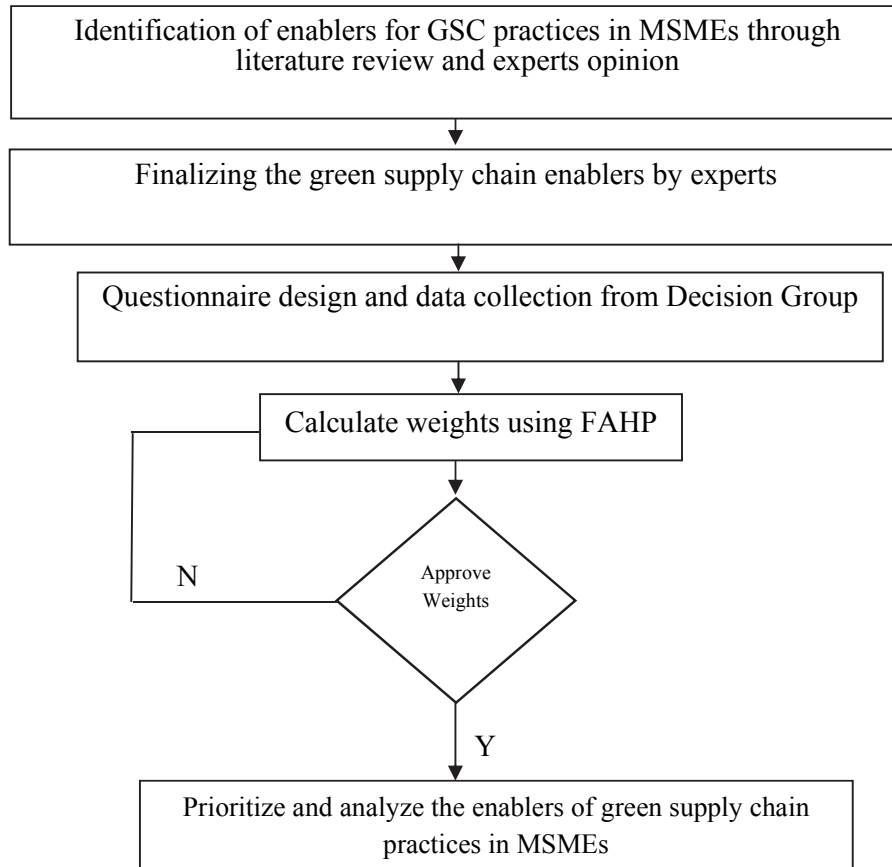 Identification of enablers for GSC practices in MSMEs through
literature review and experts opinion
Finalizing the green supply chain enablers by experts
Questionnaire design and data collection from Decision Group
Calculate weights using FAHP
Approve
Weights
N
Y
Prioritize and analyze the enablers of green supply chain
practices in MSMEs